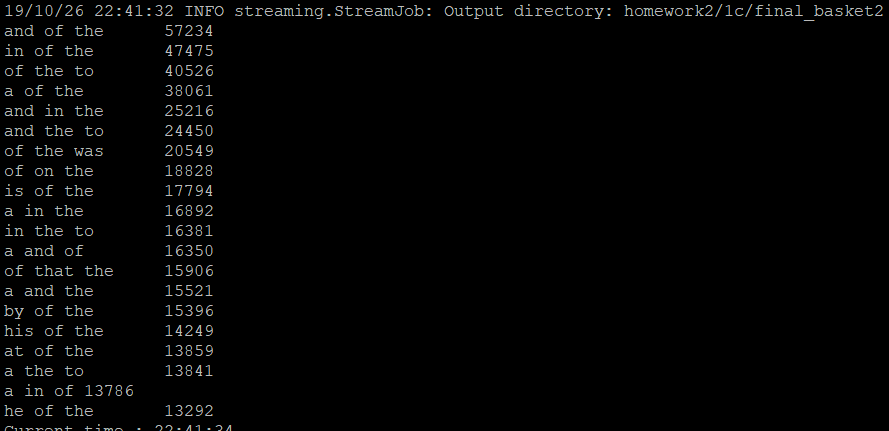 19/10/26 22:41:32 INFO streaming.StreamJob: Output directory: homework2/1c/final_basket2
and of the 57234
in of the 47475
of the to 40526
a of the 38061
and in the 25216
and the to 24450
of the was 20549
of on the 18828
is of the 17794
a in the 16892
in the to 16381
a and of 16350
of that the 15906
a and the 15521
by of the 15396
his of the 14249
at of the 13859
a the to 13841
a in of 13786
he of the 13292
Current time : 22:41:34